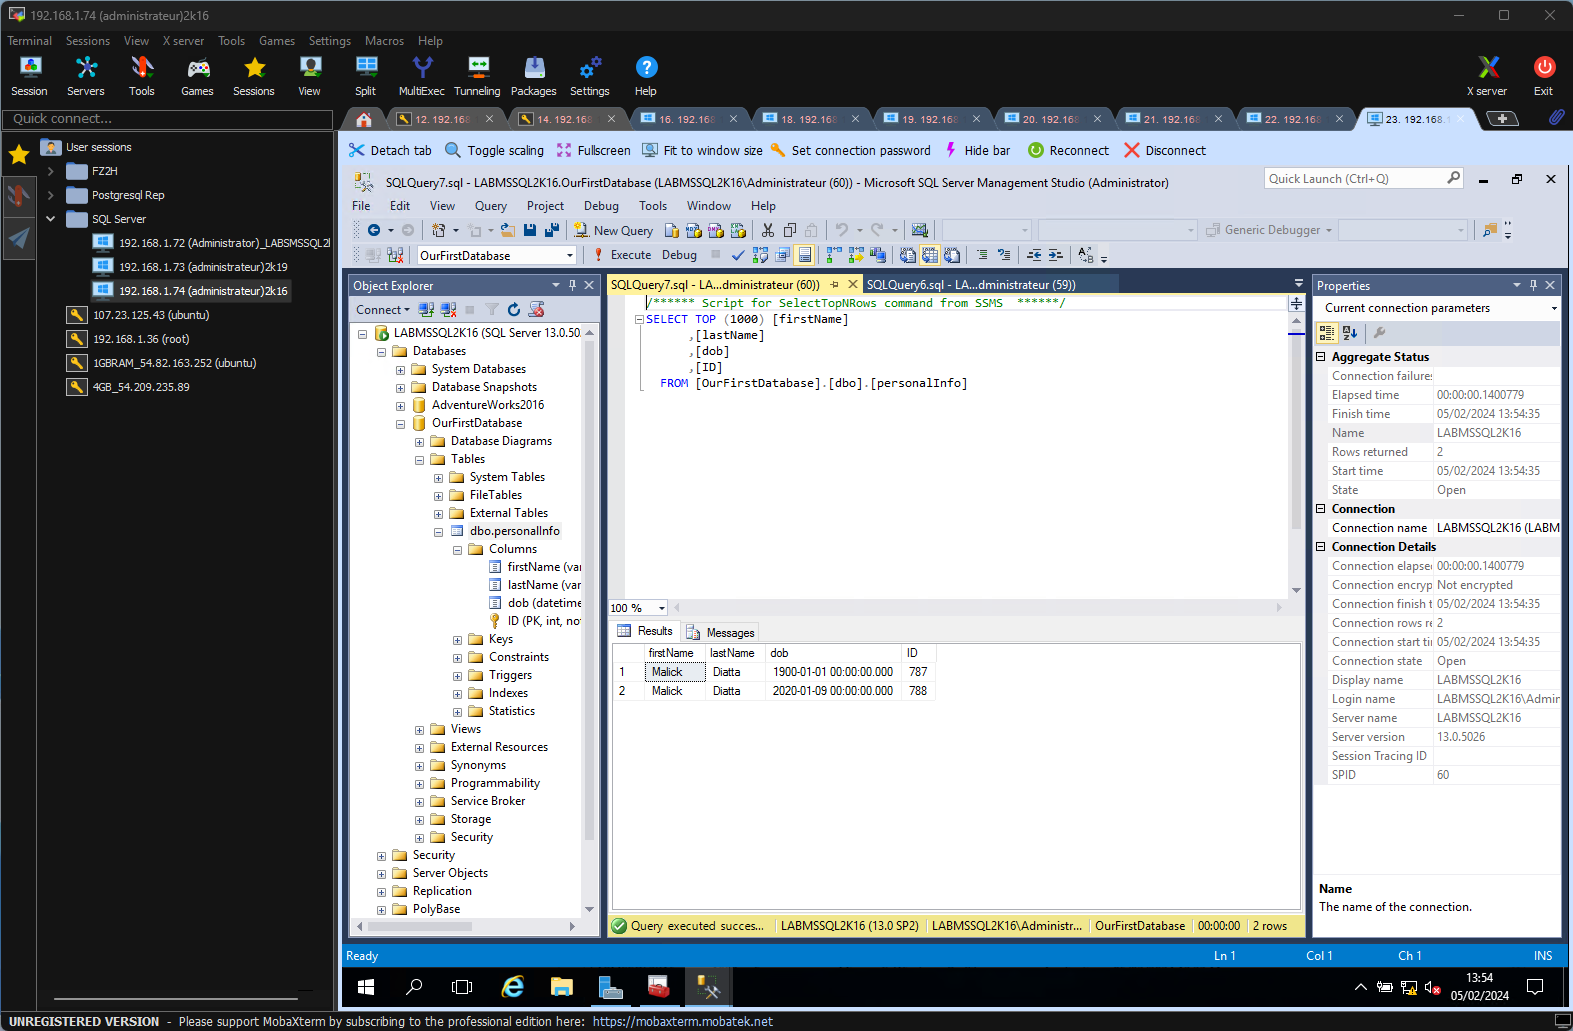 192.168.1.74 (administrateur)2k16
Terminal Sessions View X server Tools Games Settings Macros Help
Session Servers Tools Games Sessions View Split MultiExec Tunneling Packages Settings Help X server Exit
Quick connect...
12. 192.168 14. 192.168 16. 192.168 18. 192.168 19. 192.168 20. 192.168 21. 192.168 22. 192.168 23. 192.168.1
Detach tab Toggle scaling Fullscreen Fit to window size Set connection password Hide bar Reconnect Disconnect
User sessions
FZ2H
Postgresql Rep
SQL Server
192.168.1.72 (Administrator)_LABSMSSQL2
192.168.1.73 (administrateur)2k19
192.168.1.74 (administrateur)2k16
107.23.125.43 (ubuntu)
192.168.1.36 (root)
1GBRAM_54.82.163.252 (ubuntu)
4GB_54.209.235.89
SQLQuery7.sql - LABMSSQL2K16.OurFirstDatabase (LABMSSQL2K16\Administrateur (60)) - Microsoft SQL Server Management Studio (Administrator)
Quick Launch (Ctrl+Q)
File Edit View Query Project Debug Tools Window Help
New Query
Generic Debugger
OurFirstDatabase
Execute Debug
Object Explorer
Connect
LABMSSQL2K16 (SQL Server 13.0.50
Databases
System Databases
Database Snapshots
AdventureWorks2016
OurFirstDatabase
Database Diagrams
Tables
System Tables
FileTables
External Tables
dbo.personalInfo
Columns
firstName (va
lastName (va
dob (datetime
ID (PK, int, no
Keys
Constraints
Triggers
Indexes
Statistics
Views
External Resources
Synonyms
Programmability
Service Broker
Storage
Security
Security
Server Objects
Replication
PolyBase
SQLQuery7.sql - LA...dministrateur (60)) SQLQuery6.sql - LA...dministrateur (59))
/****** Script for SelectTopNRows command from SSMS ******/
SELECT TOP (1000) [firstName]
,[lastName]
,[dob]
,[ID]
FROM [OurFirstDatabase].[dbo].[personalInfo]
100 %
Results Messages
firstName lastName dob ID
1 Malick Diatta 1900-01-01 00:00:00.000 787
2 Malick Diatta 2020-01-09 00:00:00.000 788
Query executed succes... LABMSSQL2K16 (13.0 SP2) LABMSSQL2K16\Administr... OurFirstDatabase 00:00:00 2 rows
Properties
Current connection parameters
Aggregate Status
Connection failures
Elapsed time 00:00:00.1400779
Finish time 05/02/2024 13:54:35
Name LABMSSQL2K16
Rows returned 2
Start time 05/02/2024 13:54:35
State Open
Connection
Connection name LABMSSQL2K16 (LABM
Connection Details
Connection elapse 00:00:00.1400779
Connection encryp Not encrypted
Connection finish t 05/02/2024 13:54:35
Connection rows re 2
Connection start ti 05/02/2024 13:54:35
Connection state Open
Display name LABMSSQL2K16
Login name LABMSSQL2K16\Admin
Server name LABMSSQL2K16
Server version 13.0.5026
Session Tracing ID
SPID 60
Name
The name of the connection.
Ready Ln 1 Col 1 Ch 1 INS
13:54
05/02/2024
UNREGISTERED VERSION - Please support MobaXterm by subscribing to the professional edition here: https://mobaxterm.mobatek.net